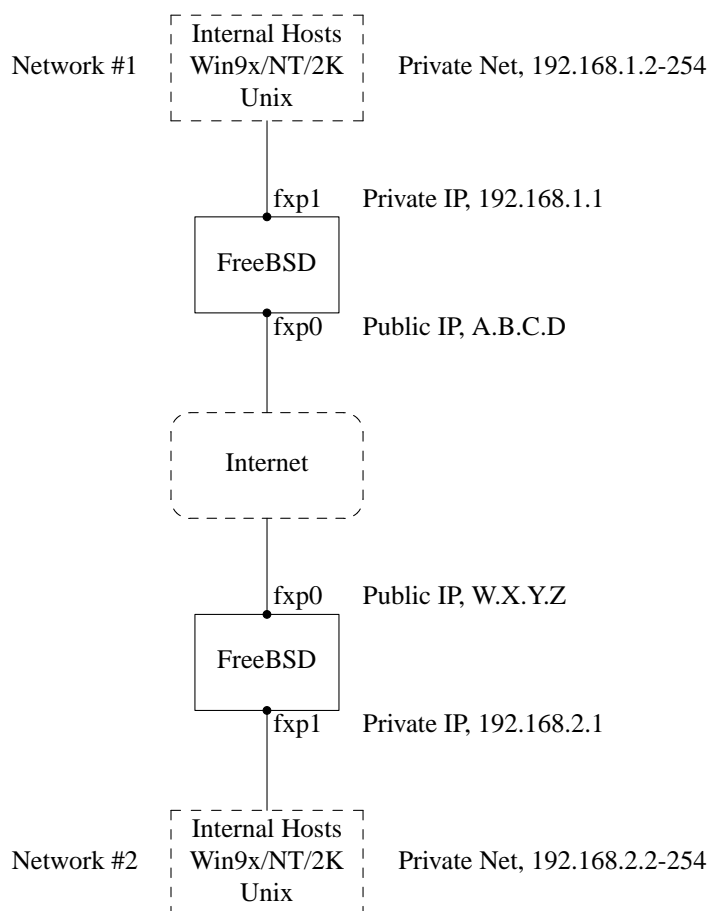 Internal Hosts
Network #1 Win9x/NT/2K Private Net, 192.168.1.2-254
Unix
fxp1 Private IP, 192.168.1.1
FreeBSD
fxp0 Public IP, A.B.C.D
Internet
fxp0 Public IP, W.X.Y.Z
FreeBSD
fxp1 Private IP, 192.168.2.1
Internal Hosts
Network #2 Win9x/NT/2K Private Net, 192.168.2.2-254
Unix